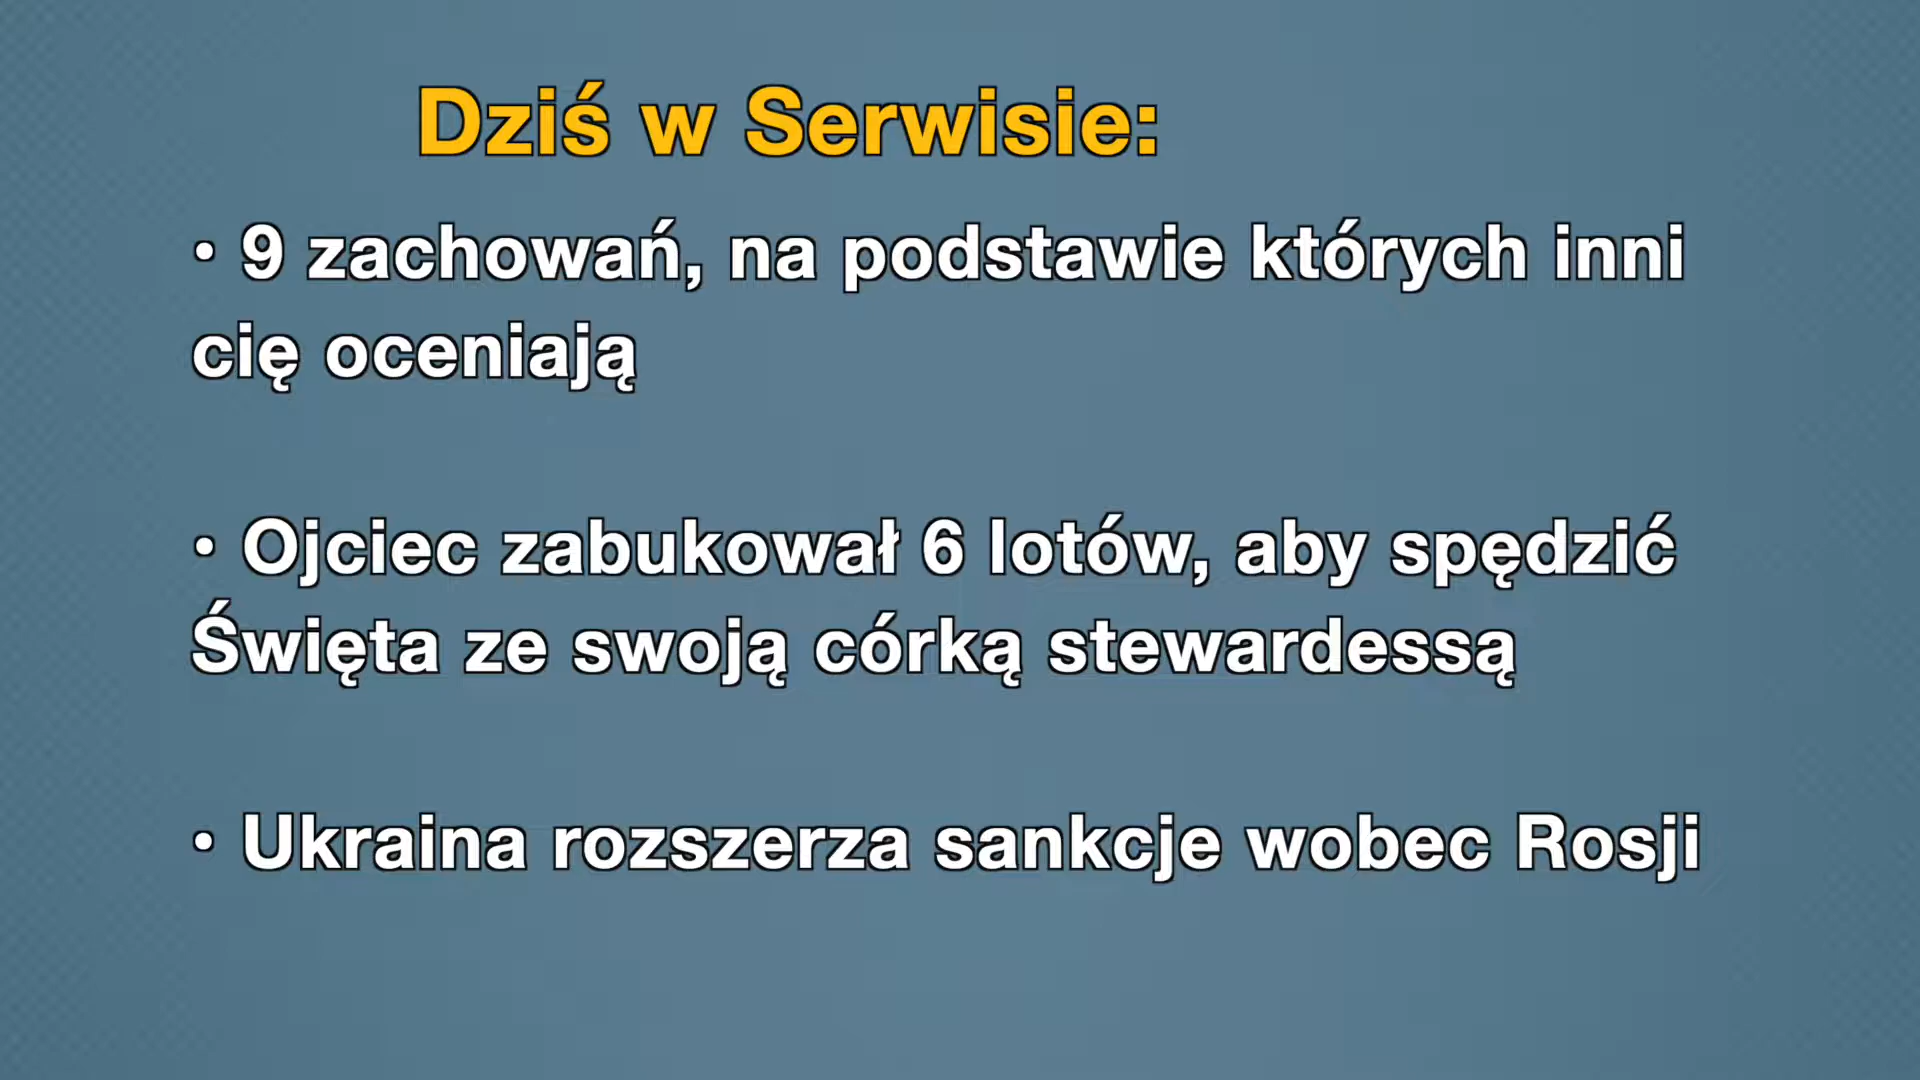 Dziś w Serwisie:
• 9 zachowań, na podstawie których inni
cię oceniają
• Ojciec zabukował 6 lotów, aby spędzić
Święta ze swoją córką stewardessą
• Ukraina rozszerza sankcje wobec Rosji